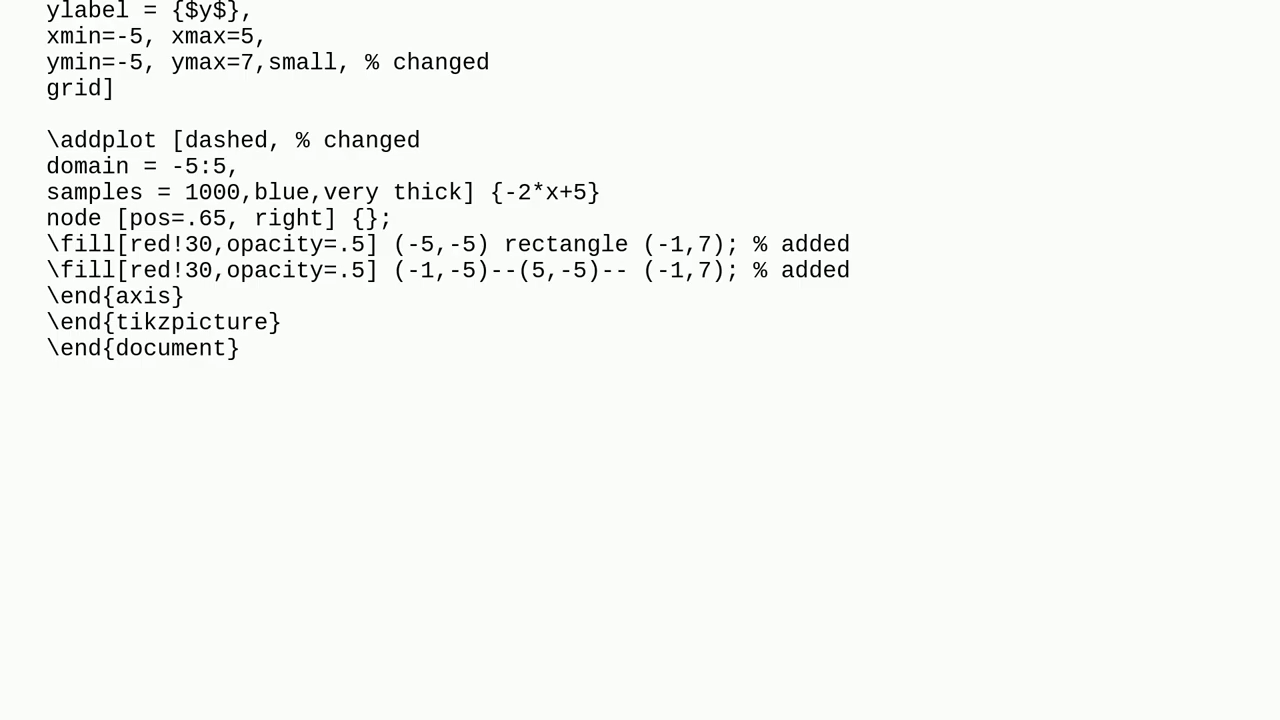 ylabel = {$y$},
xmin=-5, xmax=5,
ymin=-5, ymax=7,small, % changed
grid]
\addplot [dashed, % changed
domain = -5:5,
samples = 1000,blue,very thick] {-2*x+5}
node [pos=.65, right] {};
\fill[red!30,opacity=.5] (-5,-5) rectangle (-1,7); % added
\fill[red!30,opacity=.5] (-1,-5)--(5,-5)-- (-1,7); % added
\end{axis}
\end{tikzpicture}
\end{document}